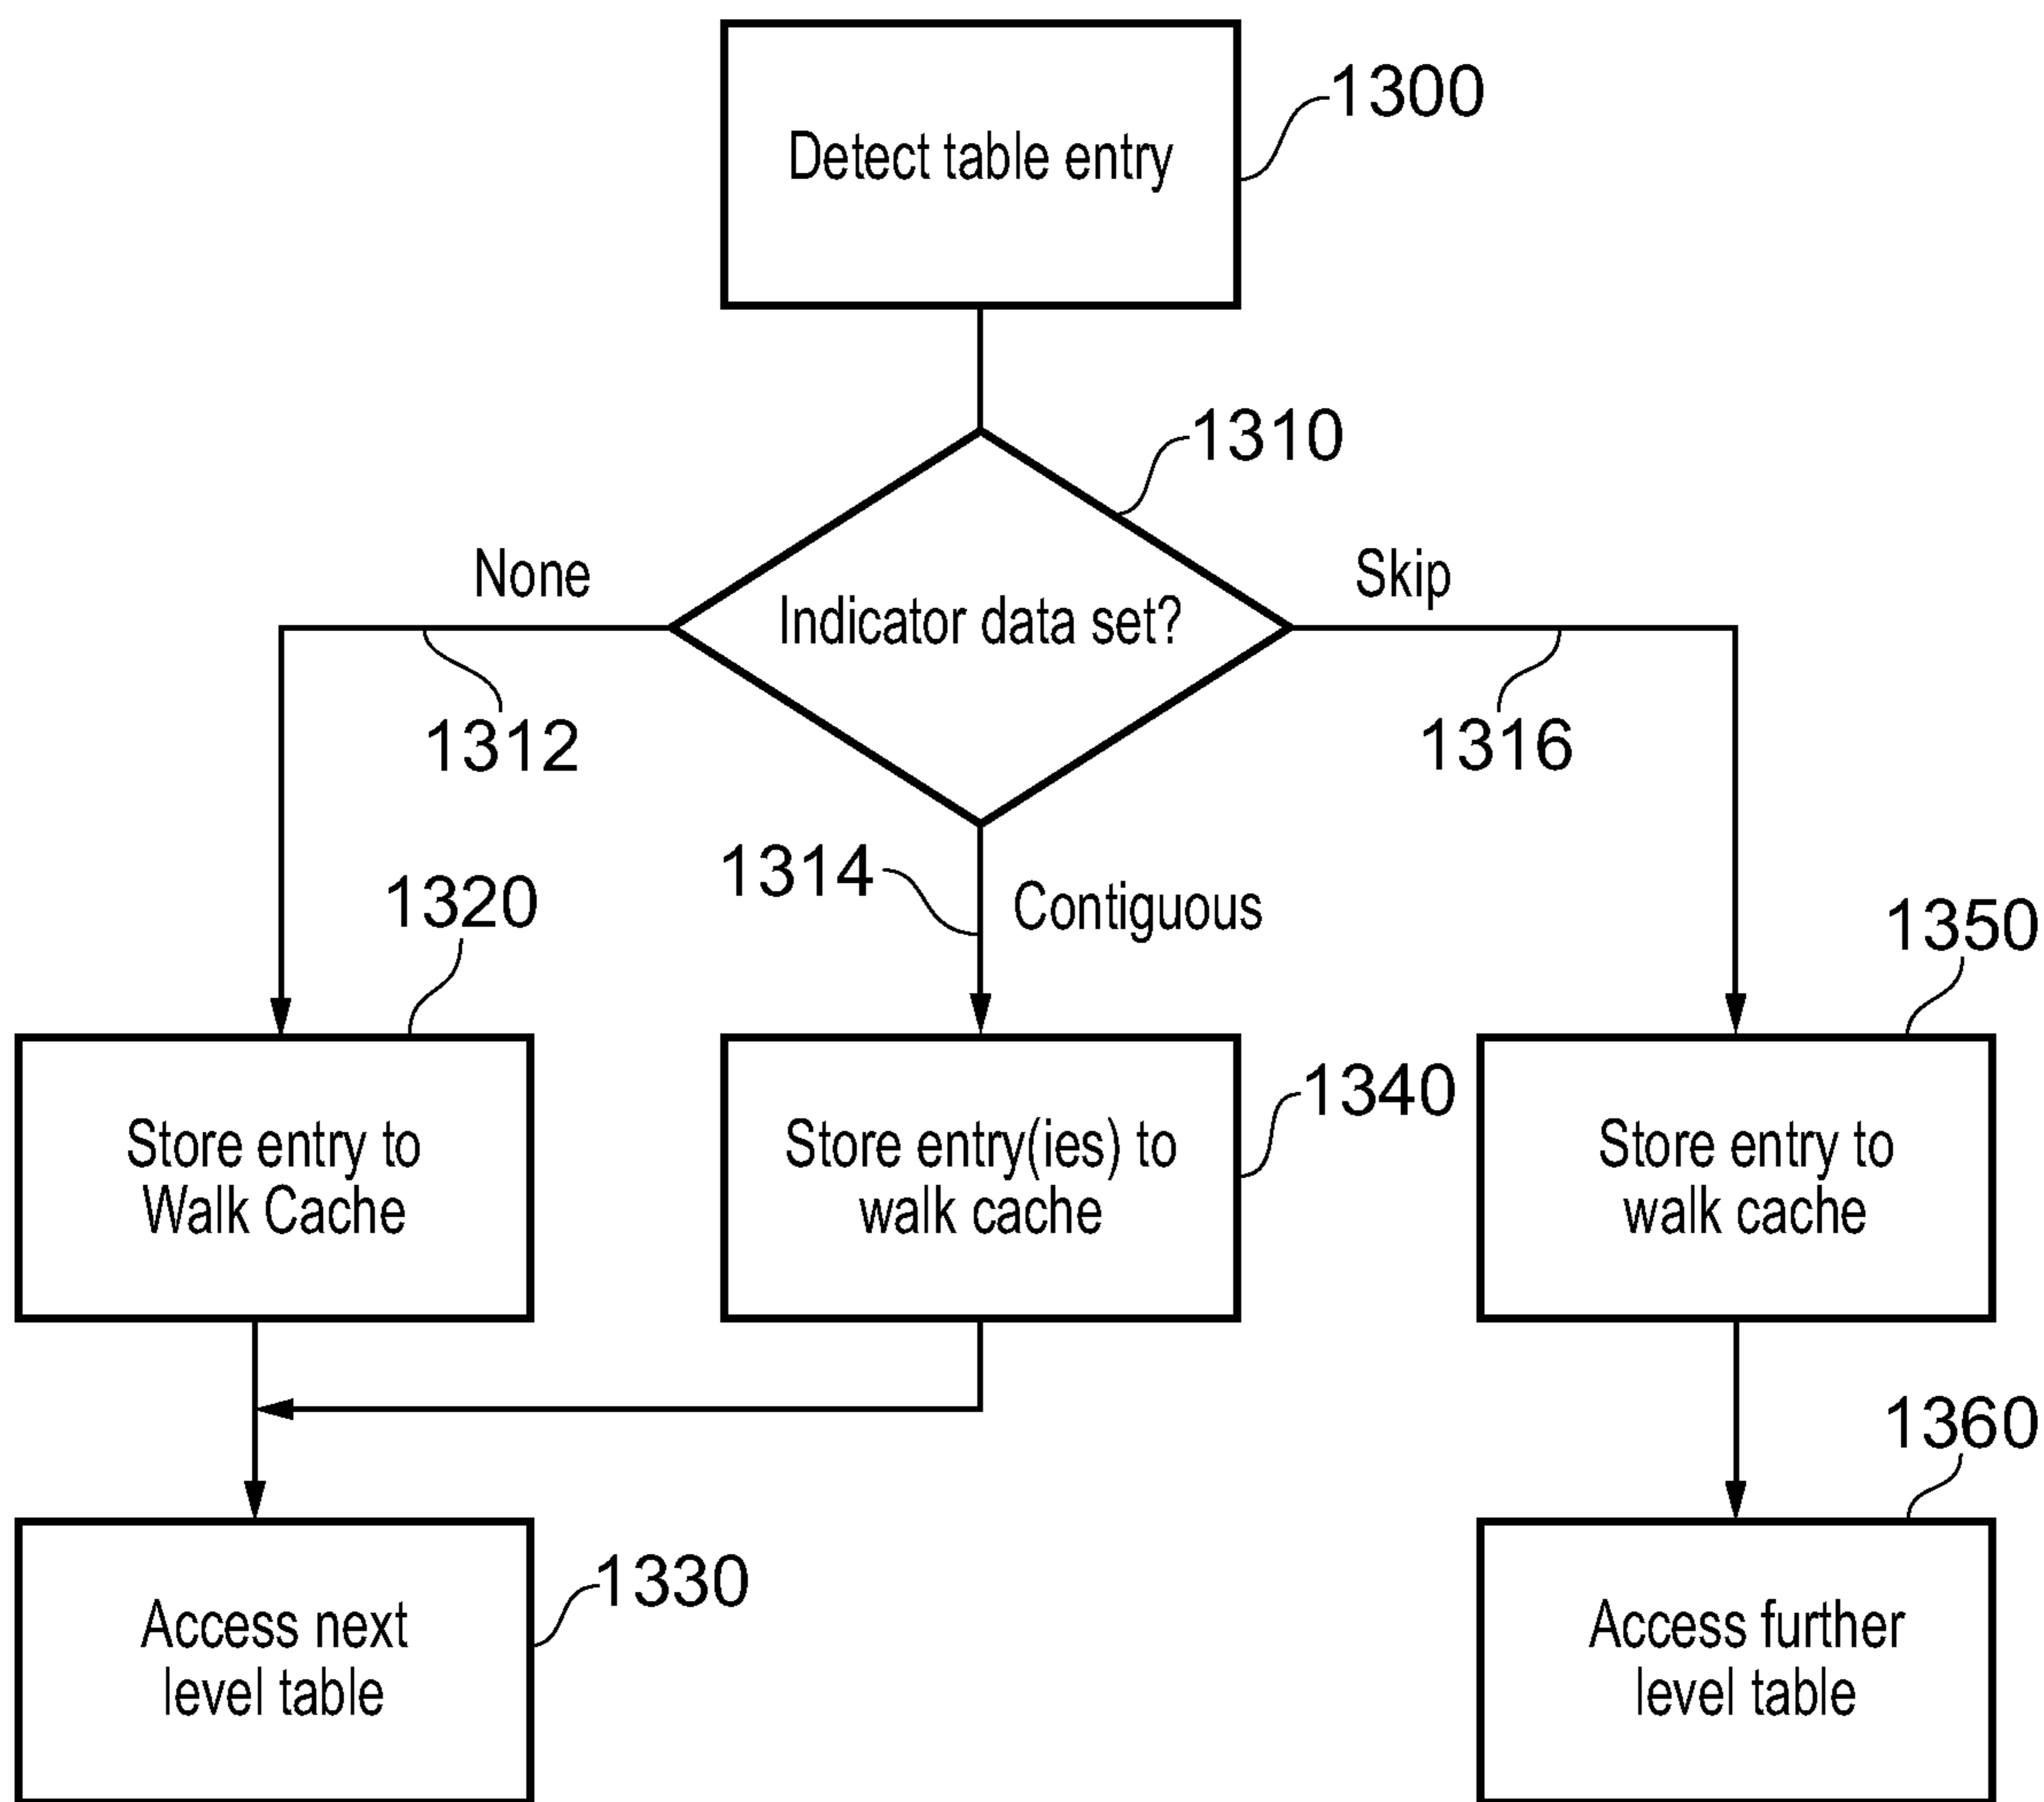 1300
Detect table entry
1310
None
Skip
Indicator data set?
1312
1316
1314
Contiguous
1320
1350
1340
Store entry to
Walk Cache
Store entry(ies) to
walk cache
Store entry to
walk cache
1360
1330
Access next
level table
Access further
level table